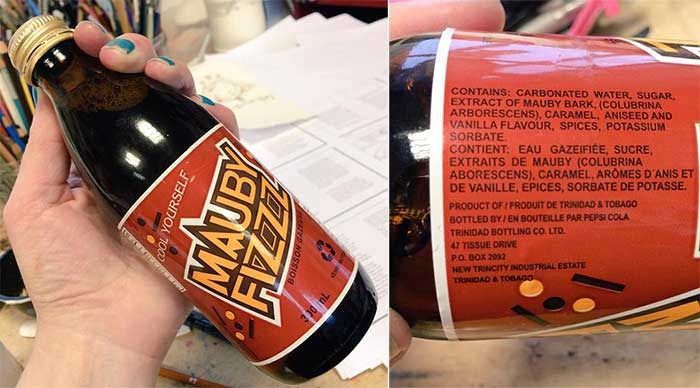 COOL YOURSELF
MAUBY
FIZZZ
BOISSON GAZEIFIÉE
300 mL
CONTAINS: CARBONATED WATER, SUGAR,
EXTRACT OF MAUBY BARK, (COLUBRINA
ARBORESCENS), CARAMEL, ANISEED AND
VANILLA FLAVOUR, SPICES, POTASSIUM
SORBATE.
CONTIENT: EAU GAZEIFIÉE, SUCRE,
EXTRAITS DE MAUBY (COLUBRINA
ABORESCENS), CARAMEL, ARÔMES D'ANIS ET
DE VANILLE, EPICES, SORBATE DE POTASSE.
PRODUCT OF / PRODUIT DE TRINIDAD & TOBAGO
BOTTLED BY / EN BOUTEILLE PAR PEPSI COLA
TRINIDAD BOTTLING CO. LTD.
47 TISSUE DRIVE
P.O. BOX 2092
NEW TRINCITY INDUSTRIAL ESTATE
TRINIDAD & TOBAGO